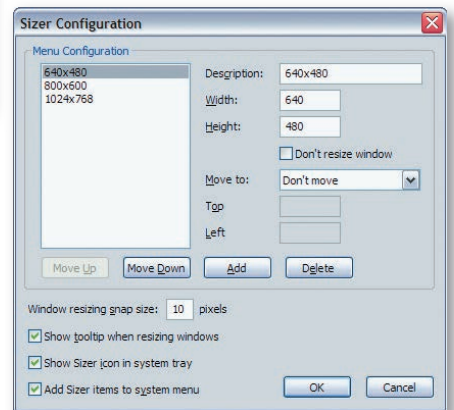 Sizer Configuration
Menu Configuration
640x480
800x600
1024x768
Description: 640x480
Width: 640
Height: 480
Don't resize window
Move to: Don't move
Top
Left
Move Up Move Down Add Delete
Window resizing snap size: 10 pixels
Show tooltip when resizing windows
Show Sizer icon in system tray
Add Sizer items to system menu
OK Cancel